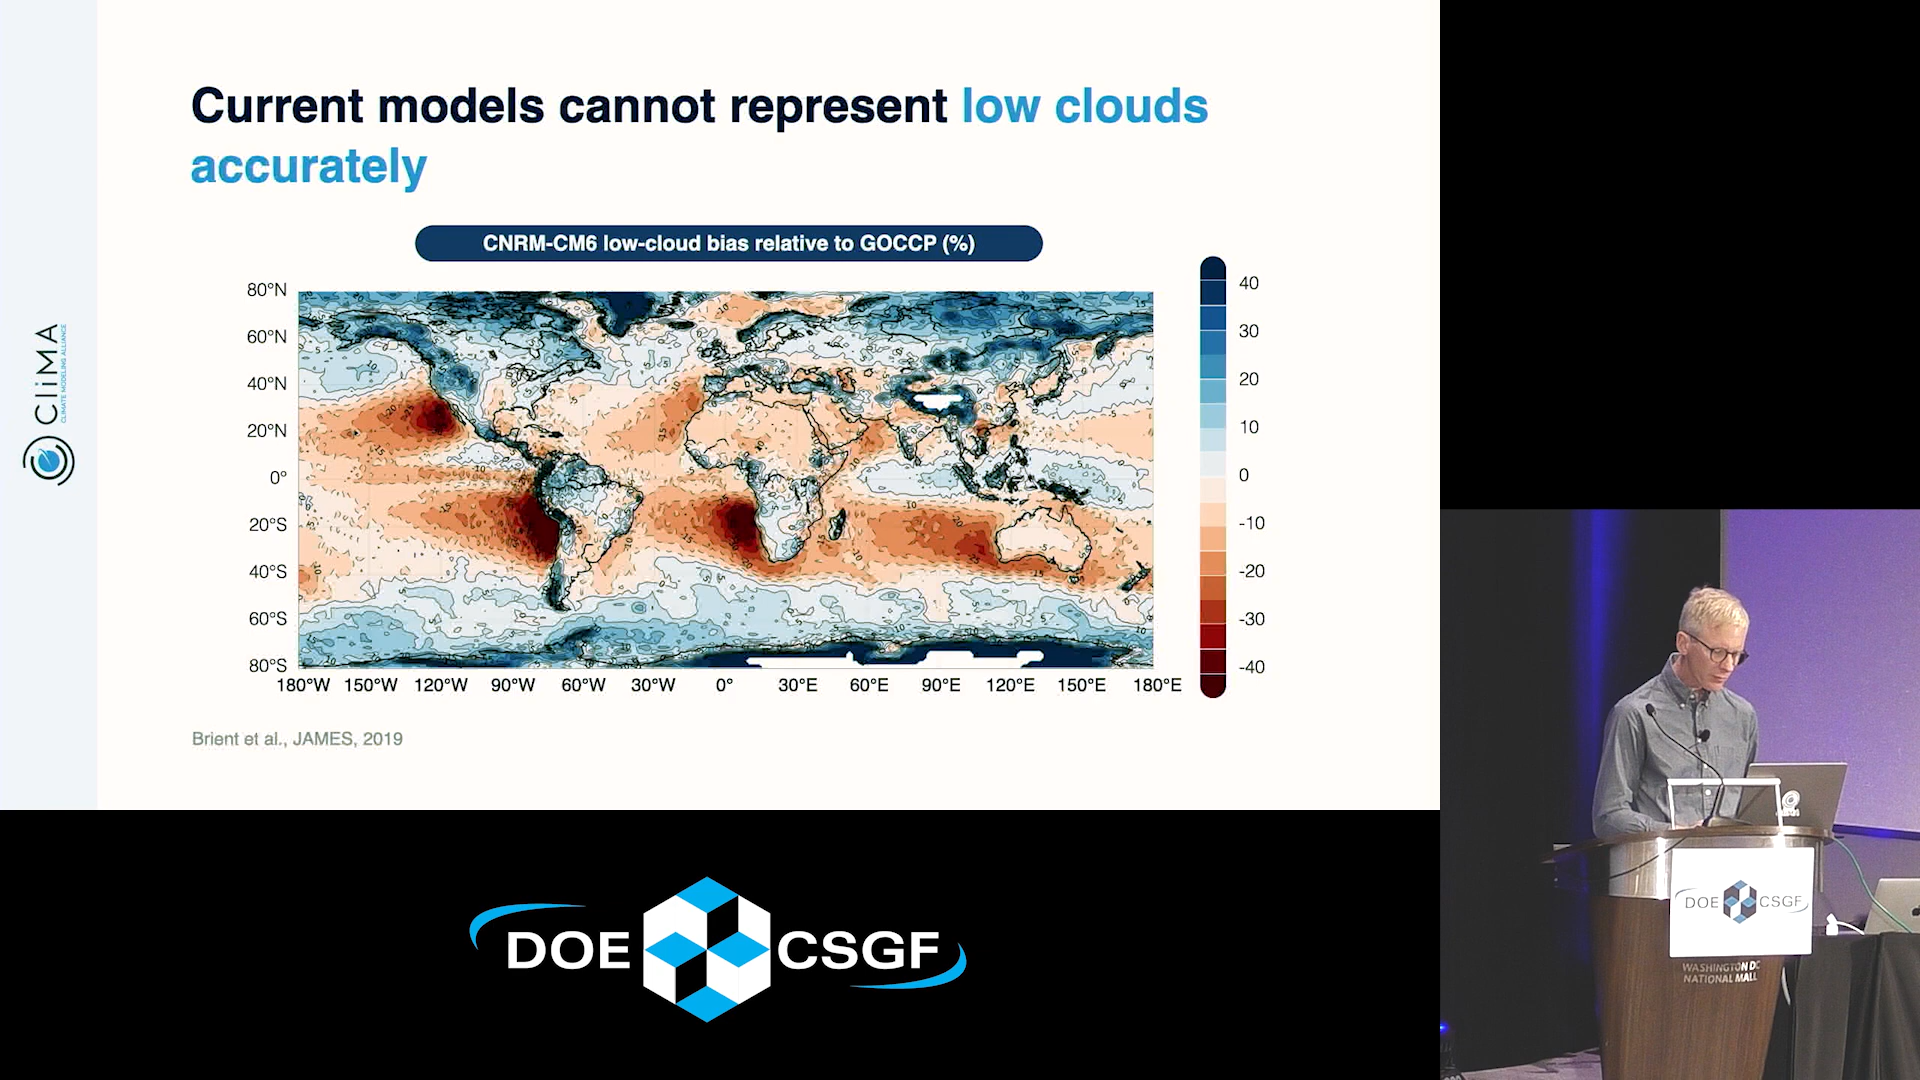 Current models cannot represent low clouds
accurately
CNRM-CM6 low-cloud bias relative to GOCCP (%)
80°N
60°N
40°N
20°N
0°
20°S
40°S
60°S
80°S
180°W 150°W 120°W 90°W 60°W 30°W 0° 30°E 60°E 90°E 120°E 150°E 180°E
40
30
20
10
0
-10
-20
-30
-40
Brient et al., JAMES, 2019
CLiMA
CLIMATE MODELING ALLIANCE
DOE CSGF
DOE CSGF
WASHINGTON DC
NATIONAL MALL